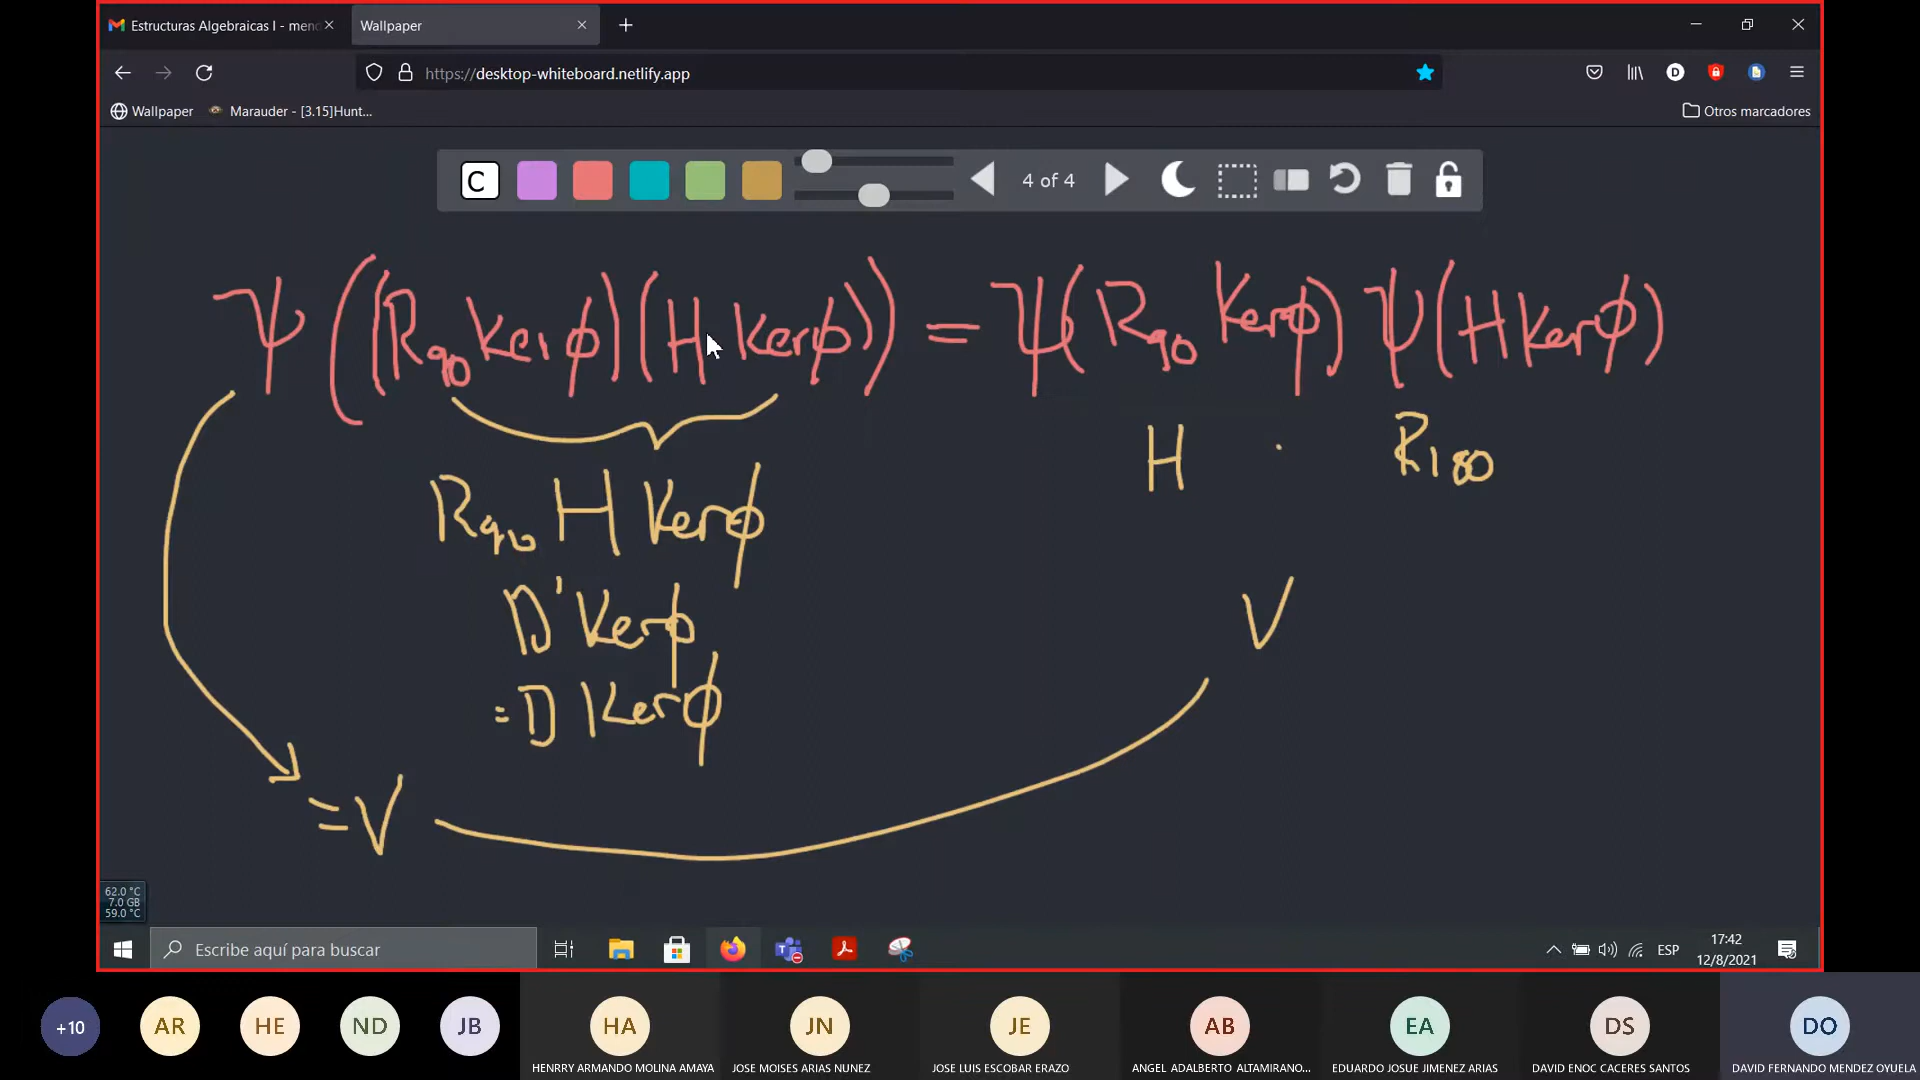 Estructuras Algebraicas I - mend
Wallpaper
https://desktop-whiteboard.netlify.app
D
Wallpaper
Marauder - [3.15]Hunt...
Otros marcadores
C
4 of 4
ψ((R₉₀ Kerφ)(H Kerφ)) = ψ(R₉₀ Kerφ) ψ(H Kerφ)
H · R₁₈₀
R₉₀ H Kerφ
D' Kerφ
V
= D Kerφ
= V
62.0 °C
7.0 GB
59.0 °C
Escribe aquí para buscar
ESP
17:42
12/8/2021
+10
AR
HE
ND
JB
HA
JN
JE
AB
EA
DS
DO
HENRRY ARMANDO MOLINA AMAYA
JOSE MOISES ARIAS NUNEZ
JOSE LUIS ESCOBAR ERAZO
ANGEL ADALBERTO ALTAMIRANO...
EDUARDO JOSUE JIMENEZ ARIAS
DAVID ENOC CACERES SANTOS
DAVID FERNANDO MENDEZ OYUELA